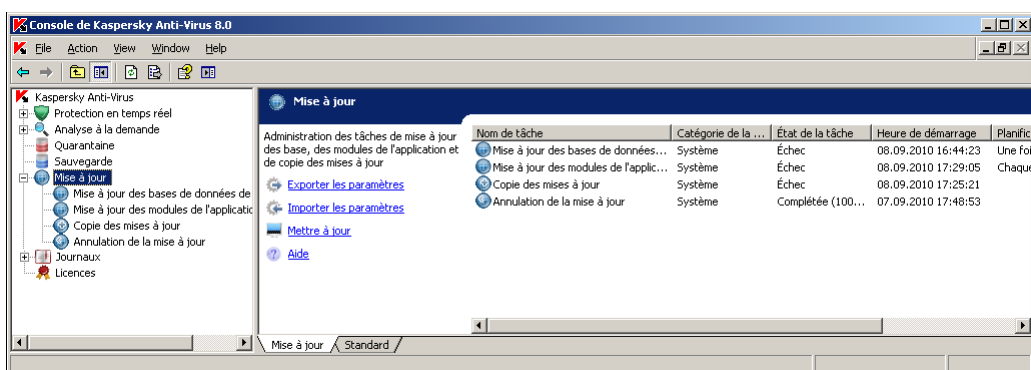 Console de Kaspersky Anti-Virus 8.0
File Action View Window Help
Kaspersky Anti-Virus
Protection en temps réel
Analyse à la demande
Quarantaine
Sauvegarde
Mise à jour
Mise à jour des bases de données de
Mise à jour des modules de l'applicatio
Copie des mises à jour
Annulation de la mise à jour
Journaux
Licences
Mise à jour
Administration des tâches de mise à jour
des base, des modules de l'application et
de copie des mises à jour
Exporter les paramètres
Importer les paramètres
Mettre à jour
Aide
Nom de tâche Catégorie de la ... État de la tâche Heure de démarrage Planific
Mise à jour des bases de données... Système Échec 08.09.2010 16:44:23 Une foi
Mise à jour des modules de l'applic... Système Échec 08.09.2010 17:29:05 Chaque
Copie des mises à jour Système Échec 08.09.2010 17:25:21
Annulation de la mise à jour Système Complétée (100... 07.09.2010 17:48:53
Mise à jour Standard